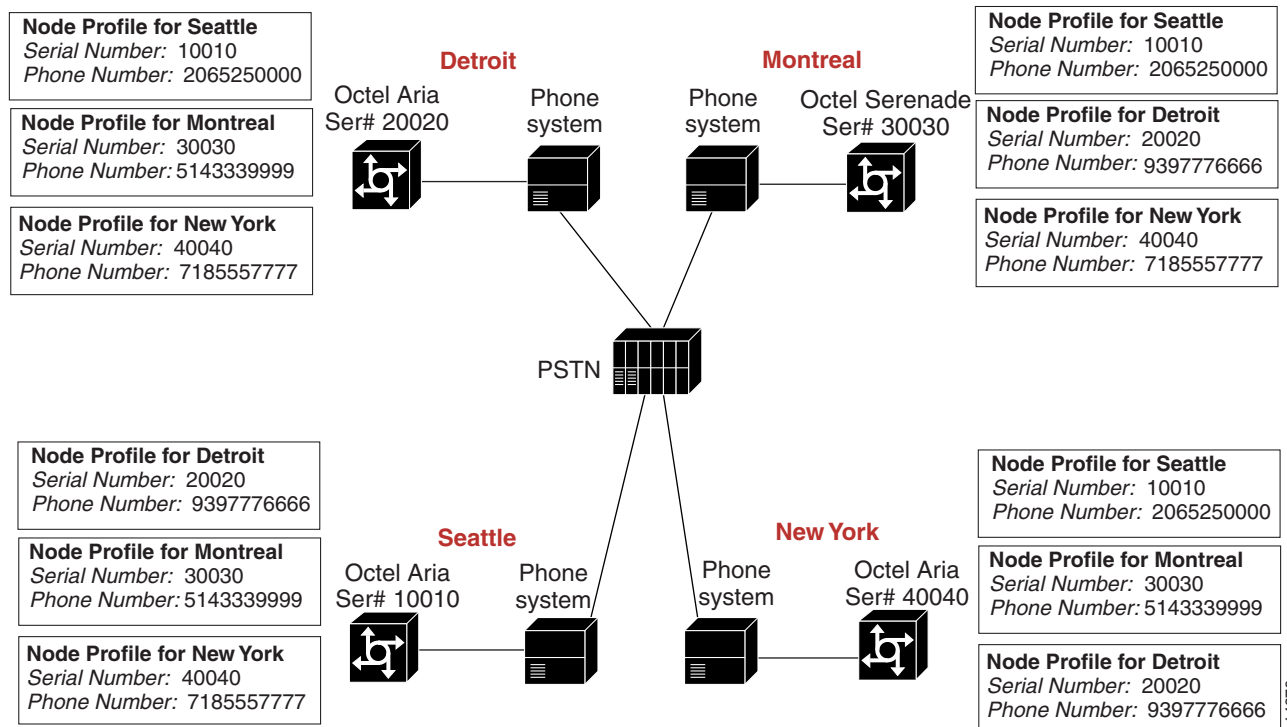 Node Profile for Seattle
Serial Number: 10010
Phone Number: 2065250000
Node Profile for Montreal
Serial Number: 30030
Phone Number: 5143339999
Node Profile for New York
Serial Number: 40040
Phone Number: 7185557777
Detroit
Octel Aria
Ser# 20020
Phone
system
Montreal
Phone
system
Octel Serenade
Ser# 30030
Node Profile for Seattle
Serial Number: 10010
Phone Number: 2065250000
Node Profile for Detroit
Serial Number: 20020
Phone Number: 9397776666
Node Profile for New York
Serial Number: 40040
Phone Number: 7185557777
PSTN
Node Profile for Detroit
Serial Number: 20020
Phone Number: 9397776666
Node Profile for Montreal
Serial Number: 30030
Phone Number: 5143339999
Node Profile for New York
Serial Number: 40040
Phone Number: 7185557777
Seattle
Octel Aria
Ser# 10010
Phone
system
New York
Phone
system
Octel Aria
Ser# 40040
Node Profile for Seattle
Serial Number: 10010
Phone Number: 2065250000
Node Profile for Montreal
Serial Number: 30030
Phone Number: 5143339999
Node Profile for Detroit
Serial Number: 20020
Phone Number: 9397776666